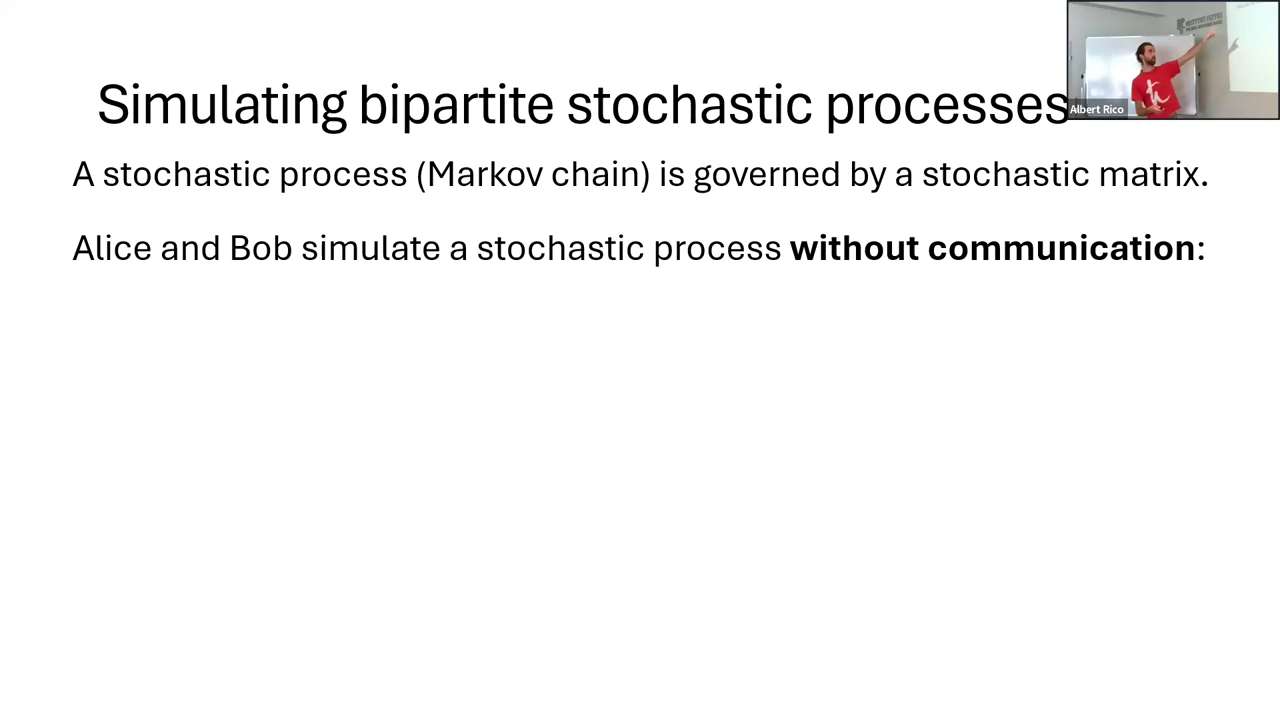 Simulating bipartite stochastic processes
Albert Rico
A stochastic process (Markov chain) is governed by a stochastic matrix.
Alice and Bob simulate a stochastic process without communication: